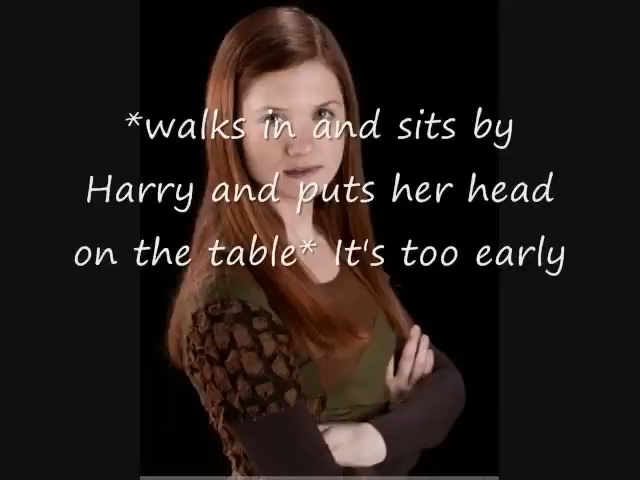 *walks in and sits by
Harry and puts her head
on the table* It's too early